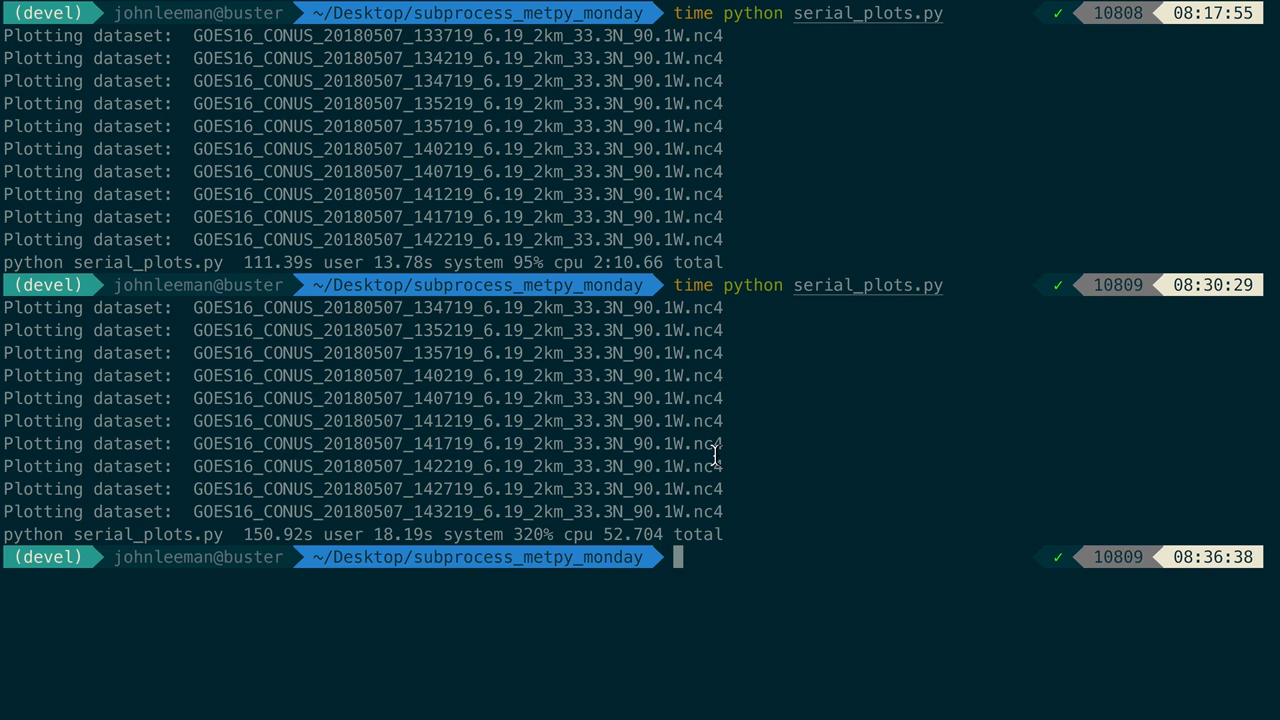 (devel) johnleeman@buster ~/Desktop/subprocess_metpy_monday time python serial_plots.py ✓ 10808 08:17:55
Plotting dataset:  GOES16_CONUS_20180507_133719_6.19_2km_33.3N_90.1W.nc4
Plotting dataset:  GOES16_CONUS_20180507_134219_6.19_2km_33.3N_90.1W.nc4
Plotting dataset:  GOES16_CONUS_20180507_134719_6.19_2km_33.3N_90.1W.nc4
Plotting dataset:  GOES16_CONUS_20180507_135219_6.19_2km_33.3N_90.1W.nc4
Plotting dataset:  GOES16_CONUS_20180507_135719_6.19_2km_33.3N_90.1W.nc4
Plotting dataset:  GOES16_CONUS_20180507_140219_6.19_2km_33.3N_90.1W.nc4
Plotting dataset:  GOES16_CONUS_20180507_140719_6.19_2km_33.3N_90.1W.nc4
Plotting dataset:  GOES16_CONUS_20180507_141219_6.19_2km_33.3N_90.1W.nc4
Plotting dataset:  GOES16_CONUS_20180507_141719_6.19_2km_33.3N_90.1W.nc4
Plotting dataset:  GOES16_CONUS_20180507_142219_6.19_2km_33.3N_90.1W.nc4
python serial_plots.py  111.39s user 13.78s system 95% cpu 2:10.66 total
(devel) johnleeman@buster ~/Desktop/subprocess_metpy_monday time python serial_plots.py ✓ 10809 08:30:29
Plotting dataset:  GOES16_CONUS_20180507_134719_6.19_2km_33.3N_90.1W.nc4
Plotting dataset:  GOES16_CONUS_20180507_135219_6.19_2km_33.3N_90.1W.nc4
Plotting dataset:  GOES16_CONUS_20180507_135719_6.19_2km_33.3N_90.1W.nc4
Plotting dataset:  GOES16_CONUS_20180507_140219_6.19_2km_33.3N_90.1W.nc4
Plotting dataset:  GOES16_CONUS_20180507_140719_6.19_2km_33.3N_90.1W.nc4
Plotting dataset:  GOES16_CONUS_20180507_141219_6.19_2km_33.3N_90.1W.nc4
Plotting dataset:  GOES16_CONUS_20180507_141719_6.19_2km_33.3N_90.1W.nc4
Plotting dataset:  GOES16_CONUS_20180507_142219_6.19_2km_33.3N_90.1W.nc4
Plotting dataset:  GOES16_CONUS_20180507_142719_6.19_2km_33.3N_90.1W.nc4
Plotting dataset:  GOES16_CONUS_20180507_143219_6.19_2km_33.3N_90.1W.nc4
python serial_plots.py  150.92s user 18.19s system 320% cpu 52.704 total
(devel) johnleeman@buster ~/Desktop/subprocess_metpy_monday ✓ 10809 08:36:38